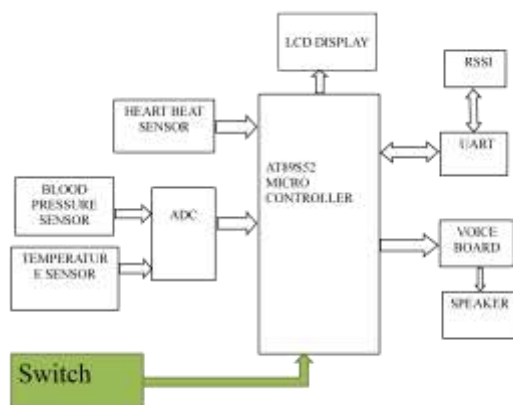 LCD DISPLAY
RSSI
HEART BEAT
SENSOR
AT89S52
MICRO
CONTROLLER
UART
BLOOD
PRESSURE
SENSOR
ADC
VOICE
BOARD
TEMPERATUR
E SENSOR
SPEAKER
Switch